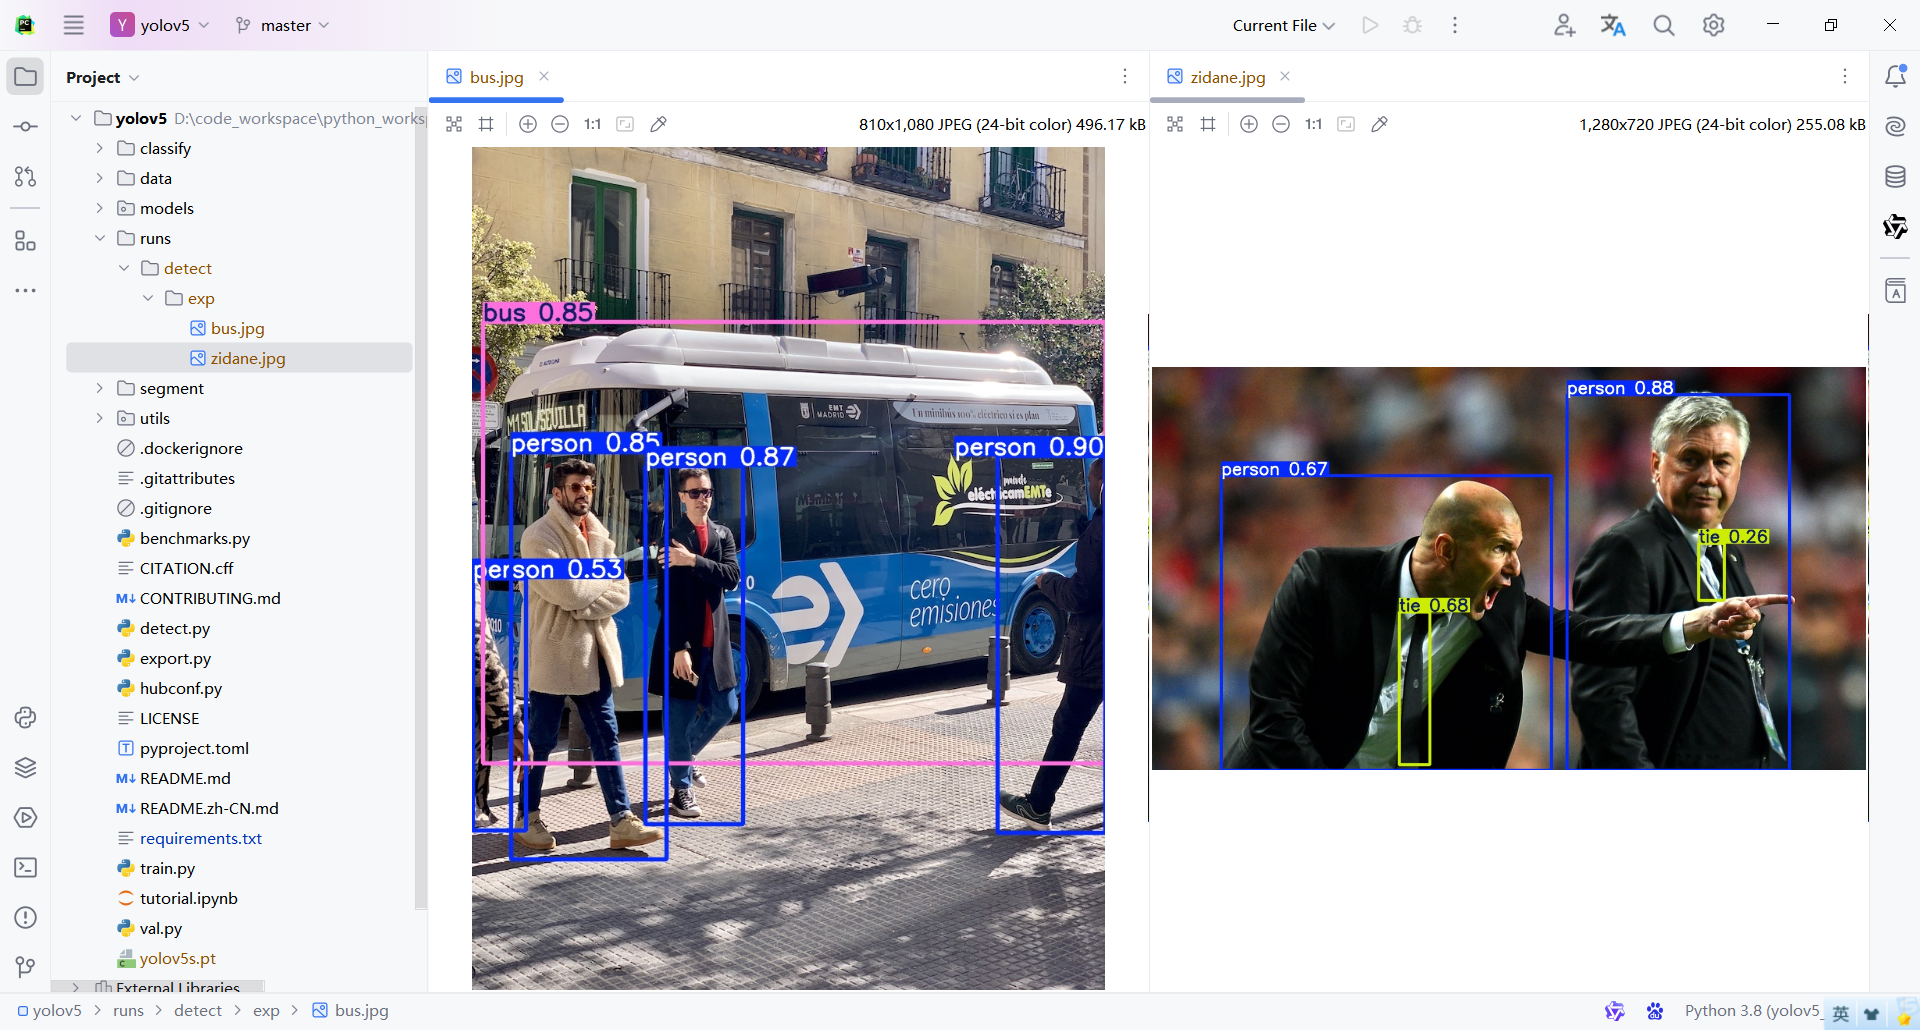 Y yolov5 master Current File
Project
yolov5 D:\code_workspace\python_works
classify
data
models
runs
detect
exp
bus.jpg
zidane.jpg
segment
utils
.dockerignore
.gitattributes
.gitignore
benchmarks.py
CITATION.cff
CONTRIBUTING.md
detect.py
export.py
hubconf.py
LICENSE
pyproject.toml
README.md
README.zh-CN.md
requirements.txt
train.py
tutorial.ipynb
val.py
yolov5s.pt
External Libraries
bus.jpg
1:1 810x1,080 JPEG (24-bit color) 496.17 kB
bus 0.85
EMT
MADRID
Un minibús 100% eléctrico si es plan
M1 SOL/SEVILLA
person 0.85
person 0.87
person 0.90
person 0.53
cero
emisiones
zidane.jpg
1:1 1,280x720 JPEG (24-bit color) 255.08 kB
person 0.88
person 0.67
tie 0.26
tie 0.68
yolov5 > runs > detect > exp > bus.jpg
Python 3.8 (yolov5_
英